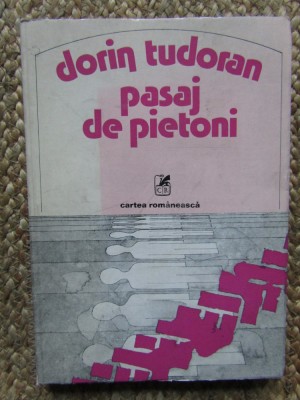 dorin tudoran
pasaj
de pietoni
cartea românească